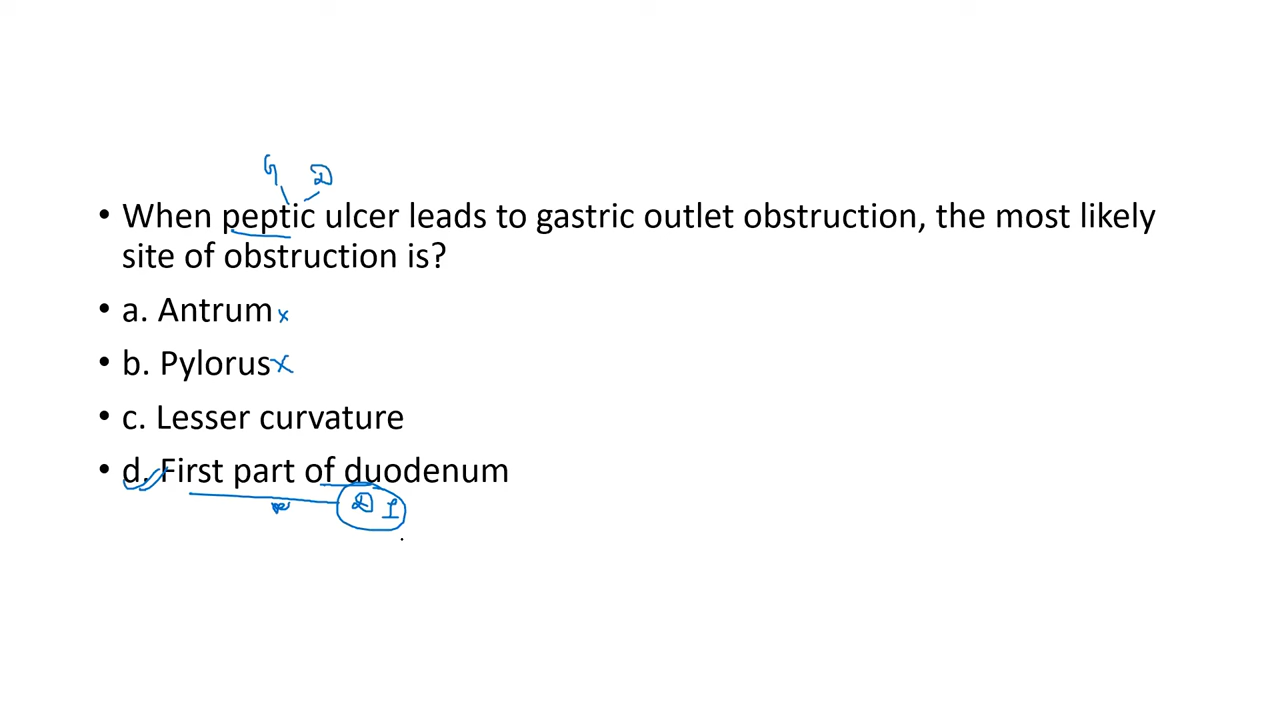 G D
• When peptic ulcer leads to gastric outlet obstruction, the most likely
site of obstruction is?
• a. Antrum x
• b. Pylorus x
• c. Lesser curvature
• d. First part of duodenum
D I